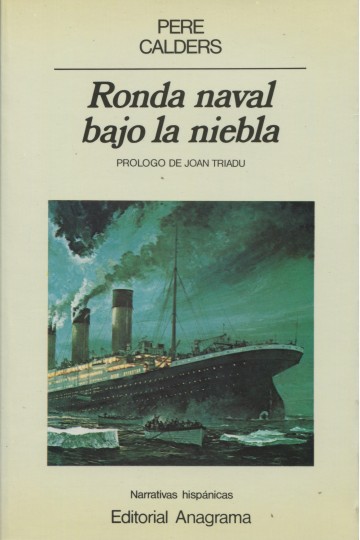 PERE
CALDERS
Ronda naval
bajo la niebla
PROLOGO DE JOAN TRIADU
Narrativas hispánicas
Editorial Anagrama